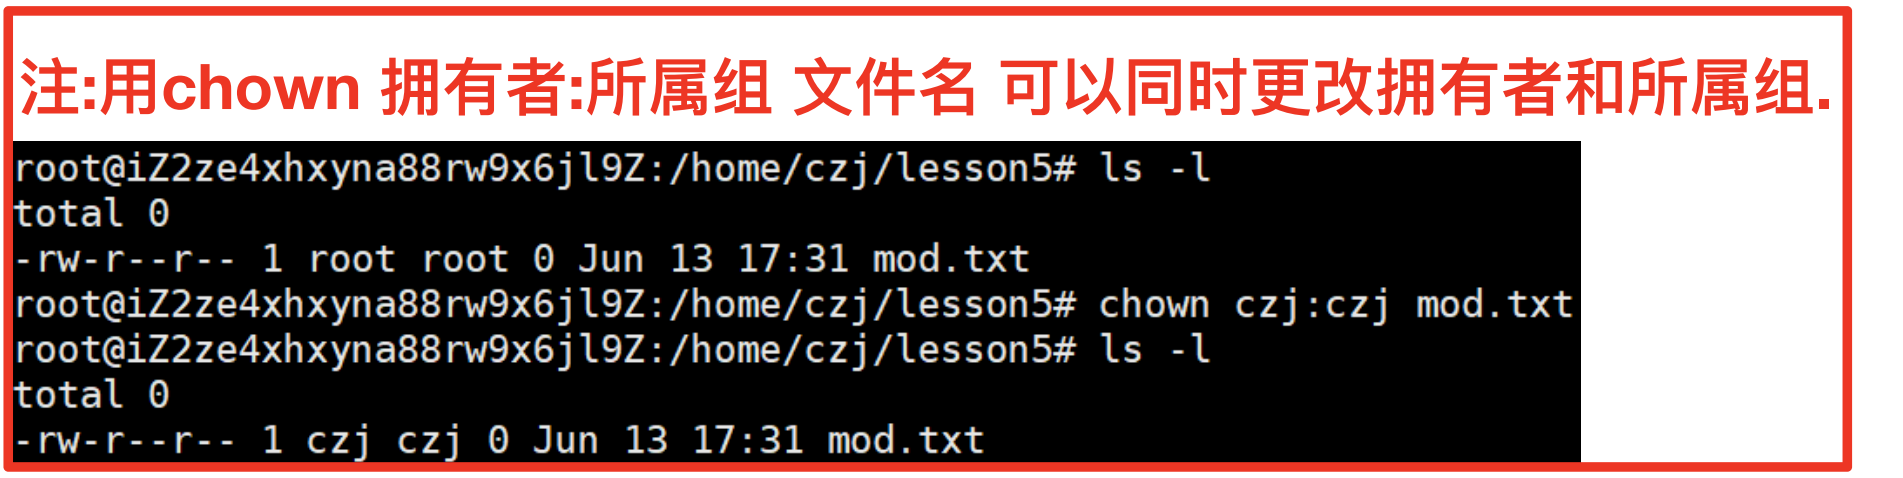 注:用chown 拥有者:所属组 文件名 可以同时更改拥有者和所属组.
root@iZ2ze4xhxyna88rw9x6jl9Z:/home/czj/lesson5# ls -l
total 0
-rw-r--r-- 1 root root 0 Jun 13 17:31 mod.txt
root@iZ2ze4xhxyna88rw9x6jl9Z:/home/czj/lesson5# chown czj:czj mod.txt
root@iZ2ze4xhxyna88rw9x6jl9Z:/home/czj/lesson5# ls -l
total 0
-rw-r--r-- 1 czj czj 0 Jun 13 17:31 mod.txt